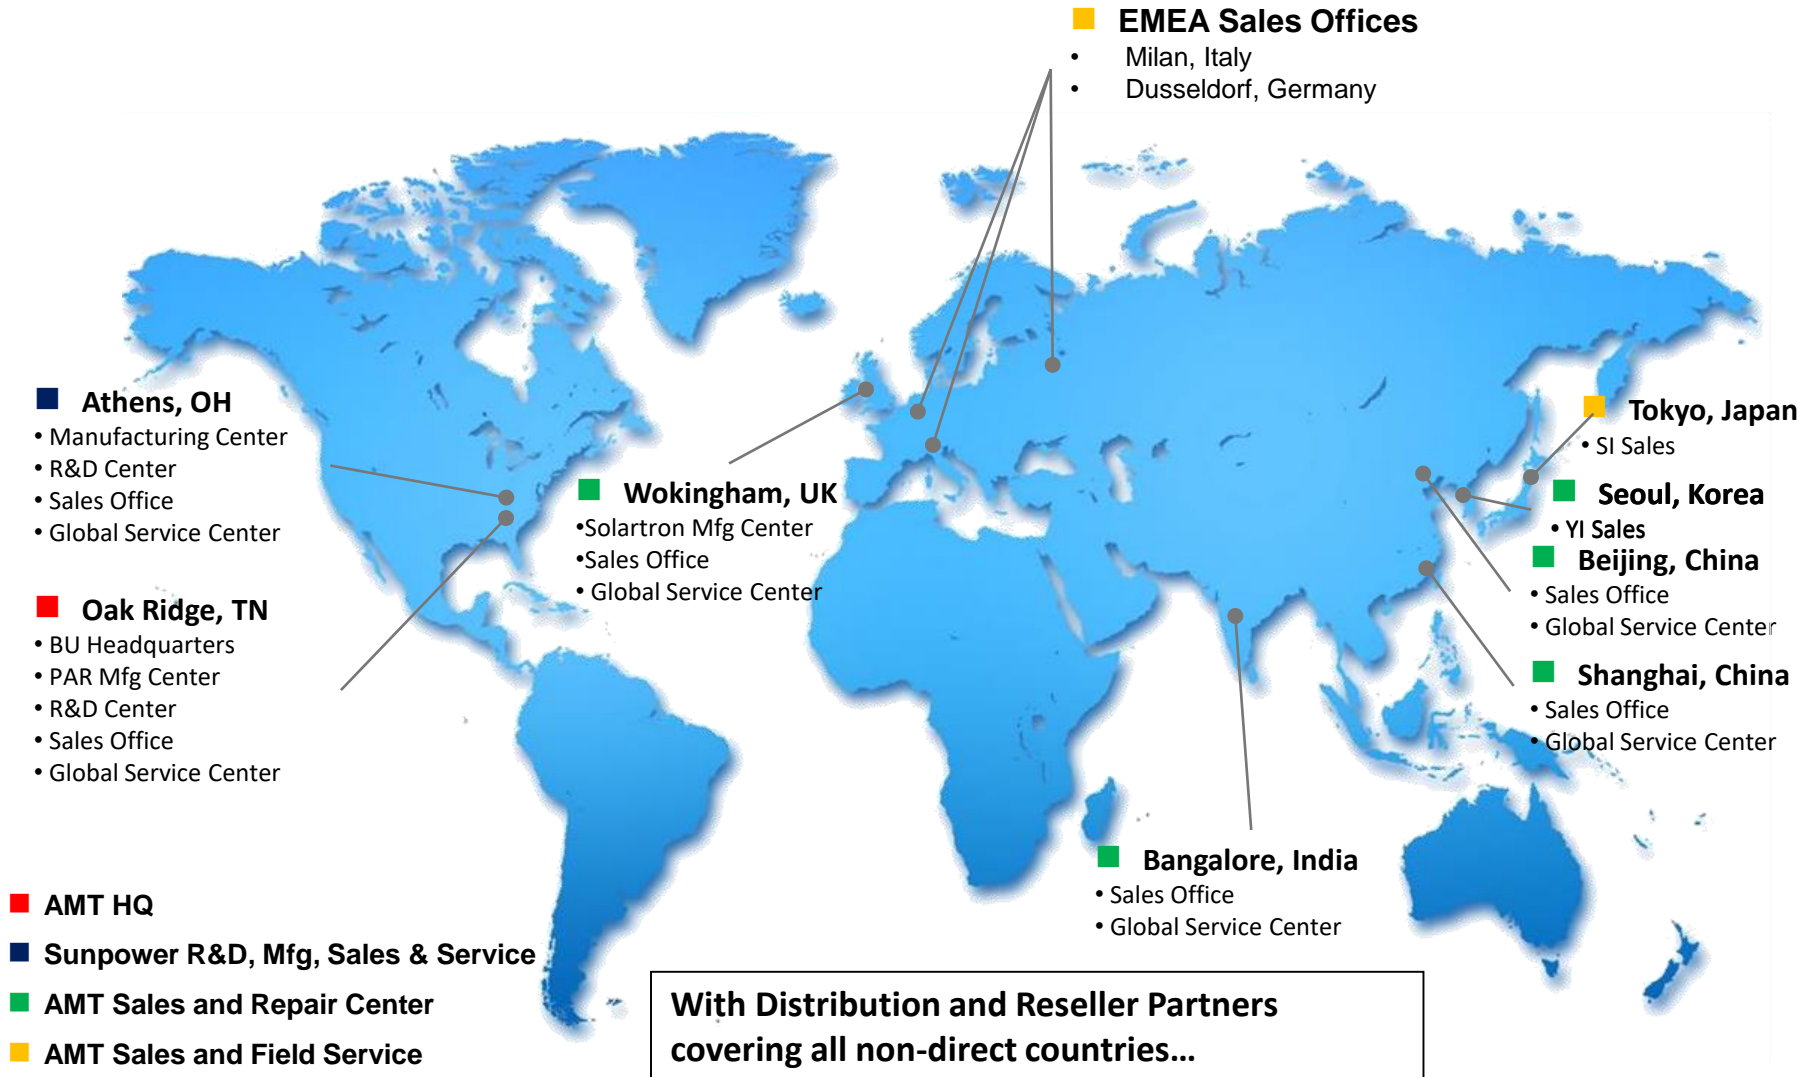 EMEA Sales Offices
• Milan, Italy
• Dusseldorf, Germany
Athens, OH
• Manufacturing Center
• R&D Center
• Sales Office
• Global Service Center
Oak Ridge, TN
• BU Headquarters
• PAR Mfg Center
• R&D Center
• Sales Office
• Global Service Center
Wokingham, UK
•Solartron Mfg Center
•Sales Office
• Global Service Center
Tokyo, Japan
• SI Sales
Seoul, Korea
• YI Sales
Beijing, China
• Sales Office
• Global Service Center
Shanghai, China
• Sales Office
• Global Service Center
Bangalore, India
• Sales Office
• Global Service Center
AMT HQ
Sunpower R&D, Mfg, Sales & Service
AMT Sales and Repair Center
AMT Sales and Field Service
With Distribution and Reseller Partners
covering all non-direct countries…